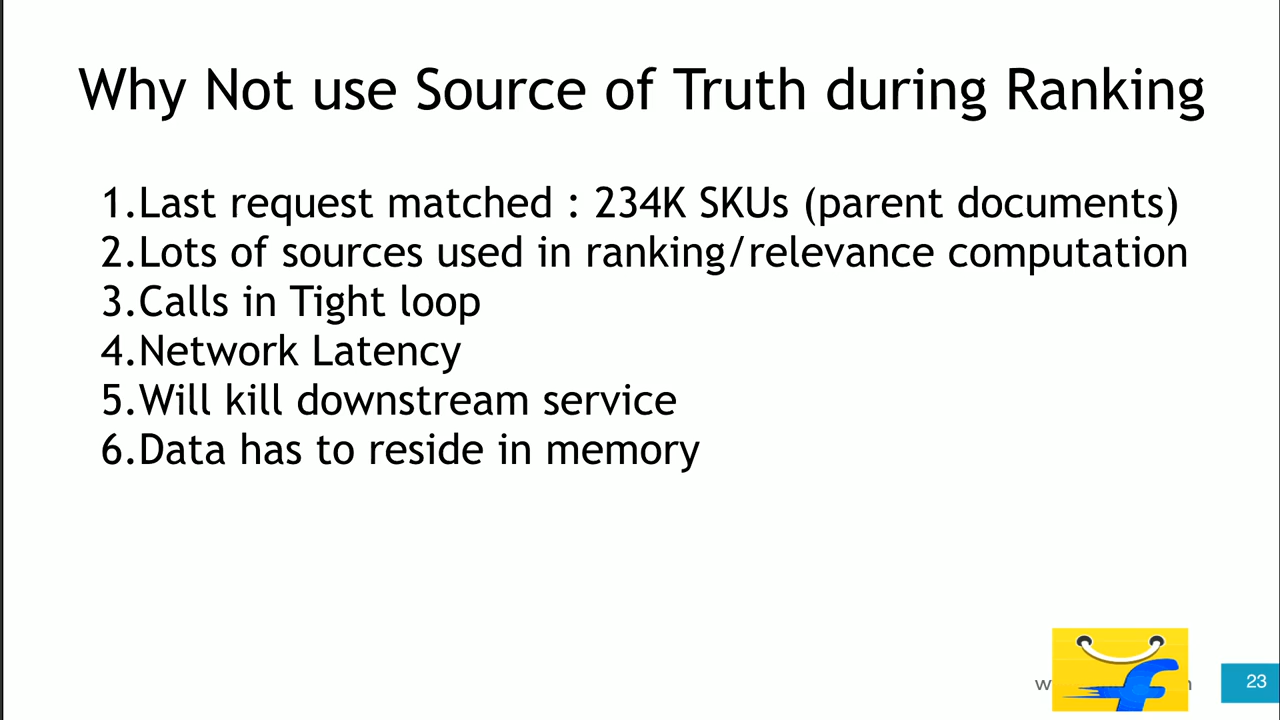 Why Not use Source of Truth during Ranking
1.Last request matched : 234K SKUs (parent documents)
2.Lots of sources used in ranking/relevance computation
3.Calls in Tight loop
4.Network Latency
5.Will kill downstream service
6.Data has to reside in memory
23